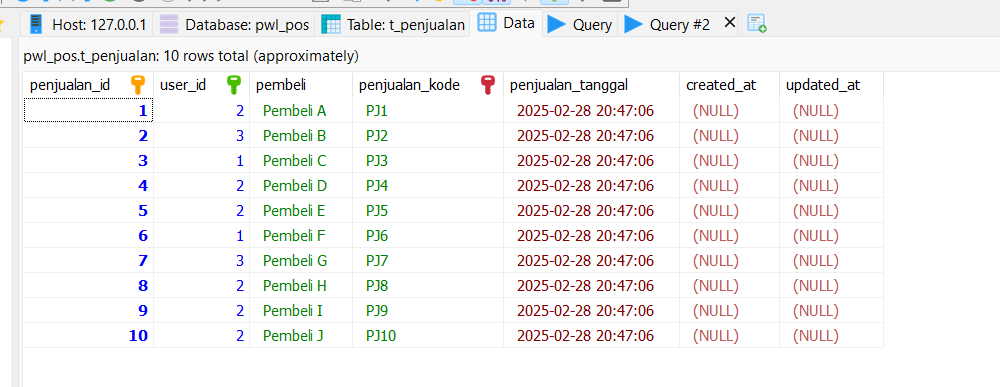 Host: 127.0.0.1 Database: pwl_pos Table: t_penjualan Data Query Query #2
pwl_pos.t_penjualan: 10 rows total (approximately)
penjualan_id user_id pembeli penjualan_kode penjualan_tanggal created_at updated_at
1 2 Pembeli A PJ1 2025-02-28 20:47:06 (NULL) (NULL)
2 3 Pembeli B PJ2 2025-02-28 20:47:06 (NULL) (NULL)
3 1 Pembeli C PJ3 2025-02-28 20:47:06 (NULL) (NULL)
4 2 Pembeli D PJ4 2025-02-28 20:47:06 (NULL) (NULL)
5 2 Pembeli E PJ5 2025-02-28 20:47:06 (NULL) (NULL)
6 1 Pembeli F PJ6 2025-02-28 20:47:06 (NULL) (NULL)
7 3 Pembeli G PJ7 2025-02-28 20:47:06 (NULL) (NULL)
8 2 Pembeli H PJ8 2025-02-28 20:47:06 (NULL) (NULL)
9 2 Pembeli I PJ9 2025-02-28 20:47:06 (NULL) (NULL)
10 2 Pembeli J PJ10 2025-02-28 20:47:06 (NULL) (NULL)